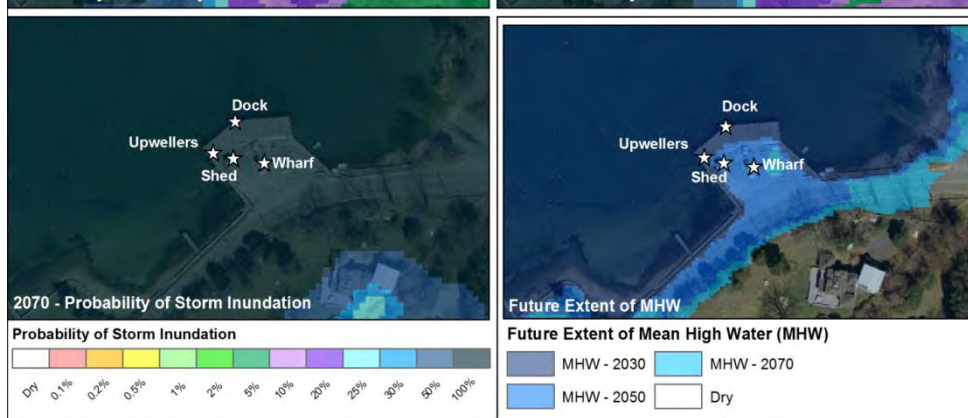 Dock
Upwellers
Shed
Wharf
2070 - Probability of Storm Inundation
Probability of Storm Inundation
Dry 0.1% 0.2% 0.5% 1% 2% 5% 10% 20% 25% 30% 50% 100%
Dock
Upwellers
Shed
Wharf
Future Extent of MHW
Future Extent of Mean High Water (MHW)
MHW - 2030 MHW - 2070
MHW - 2050 Dry